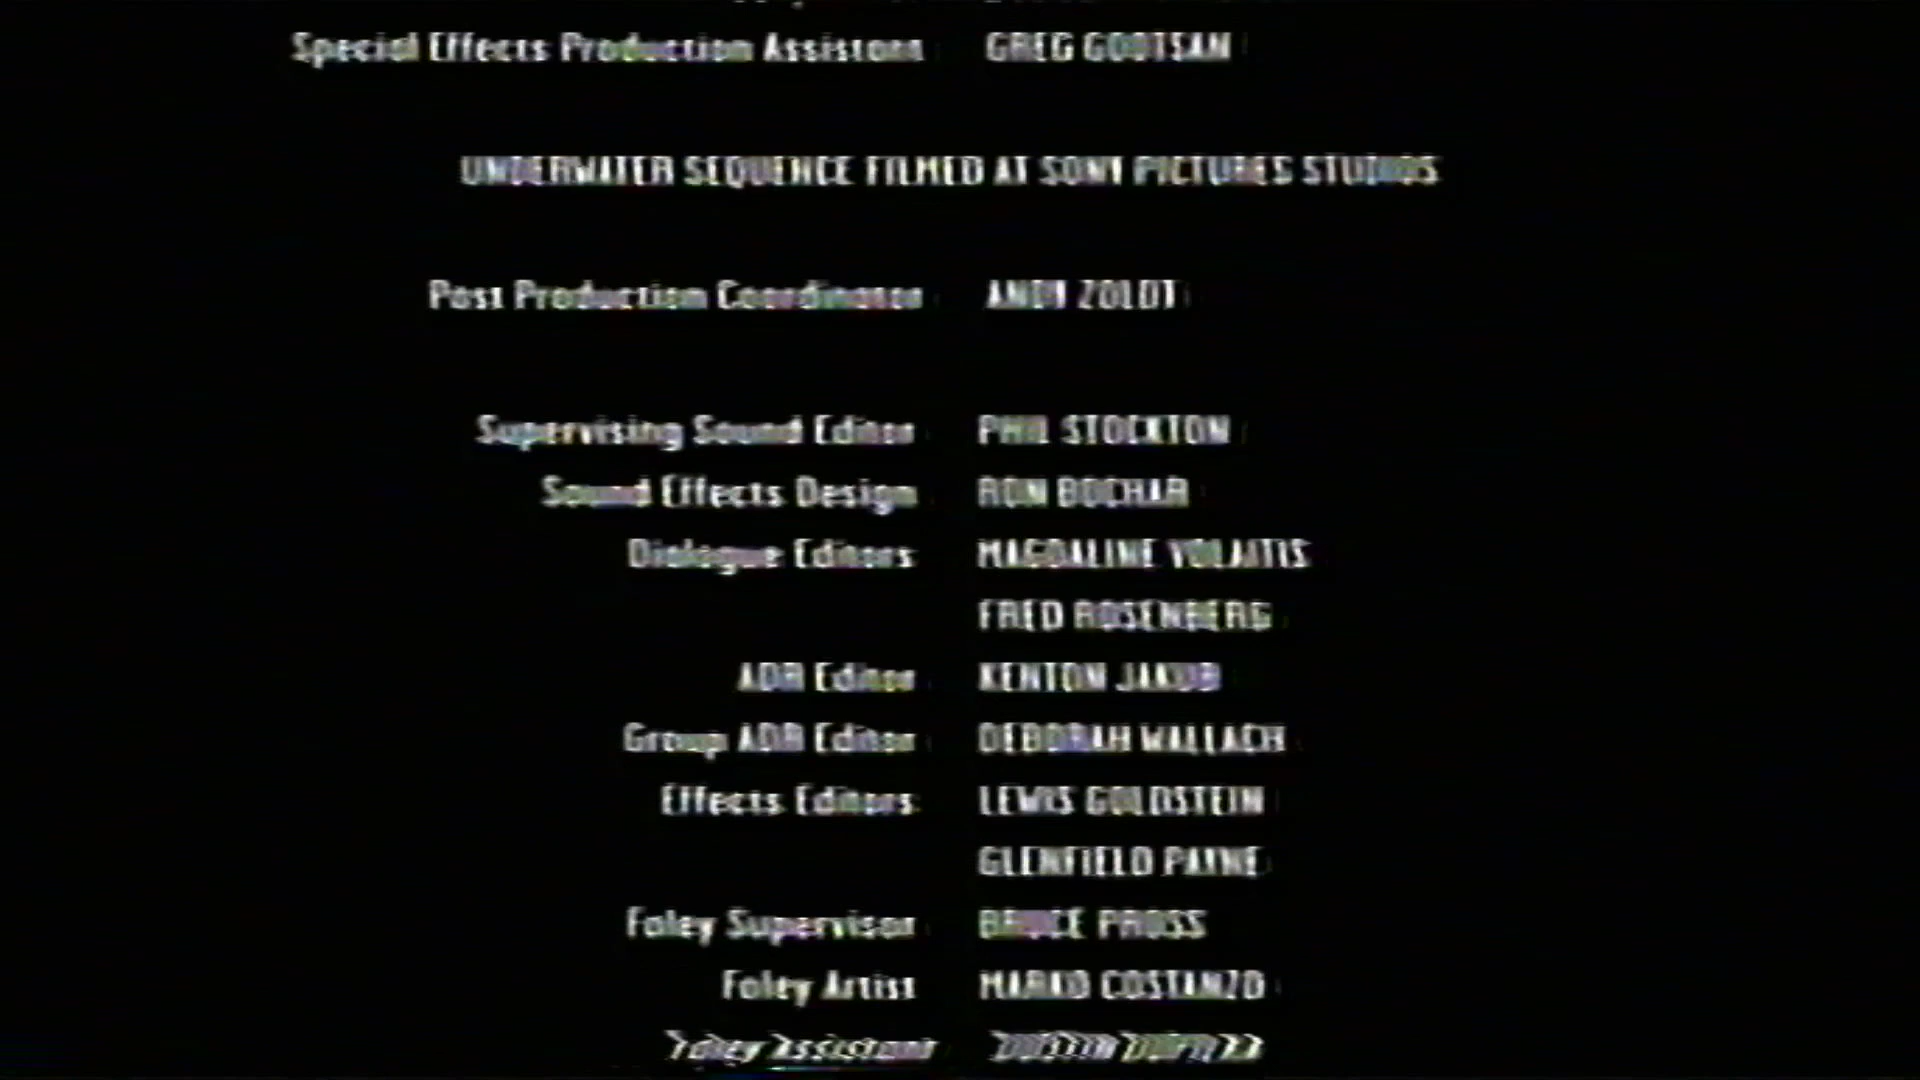 Special Effects Production Assistant GREG GOOTSAN
UNDERWATER SEQUENCE FILMED AT SONY PICTURES STUDIOS
Post Production Coordinator ANDY ZOLOT
Supervising Sound Editor PHIL STOCKTON
Sound Effects Design RON BOCHAR
Dialogue Editors MAGDALINE VOLAITIS
FRED ROSENBERG
ADR Editor KENTON JAKUB
Group ADR Editor DEBORAH WALLACH
Effects Editors LEWIS GOLDSTEIN
GLENFIELD PAYNE
Foley Supervisor BRUCE PROSS
Foley Artist MARKO COSTANZO
Foley Assistant DUSTIN